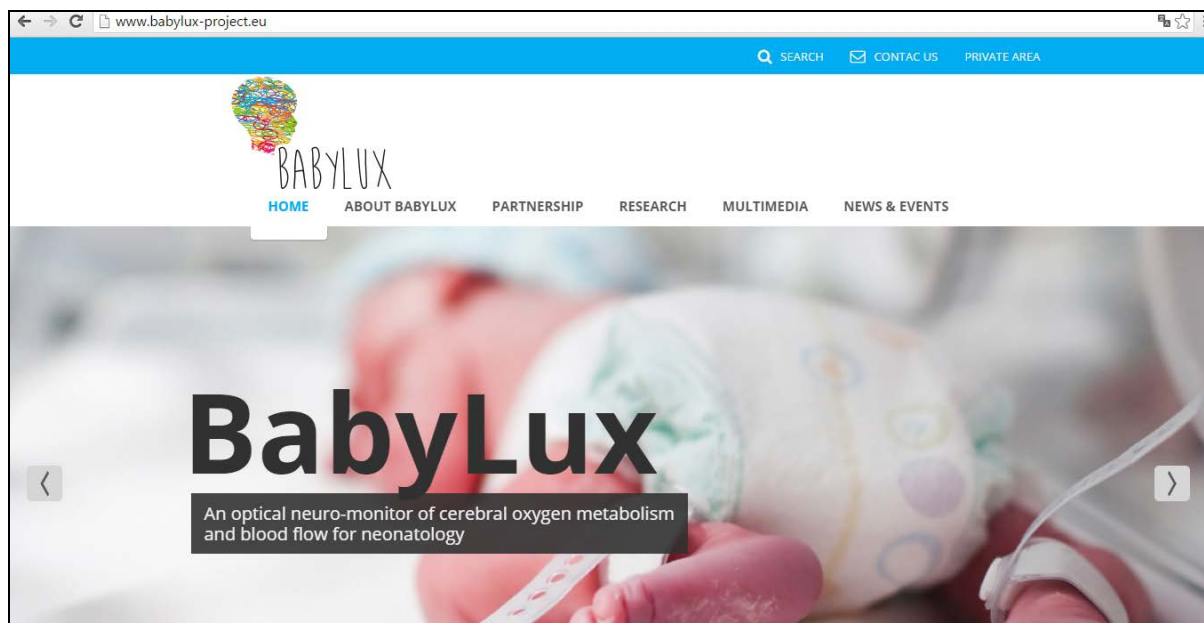 www.babylux-project.eu
SEARCH CONTAC US PRIVATE AREA
BABYLUX
HOME ABOUT BABYLUX PARTNERSHIP RESEARCH MULTIMEDIA NEWS & EVENTS
BabyLux
An optical neuro-monitor of cerebral oxygen metabolism
and blood flow for neonatology